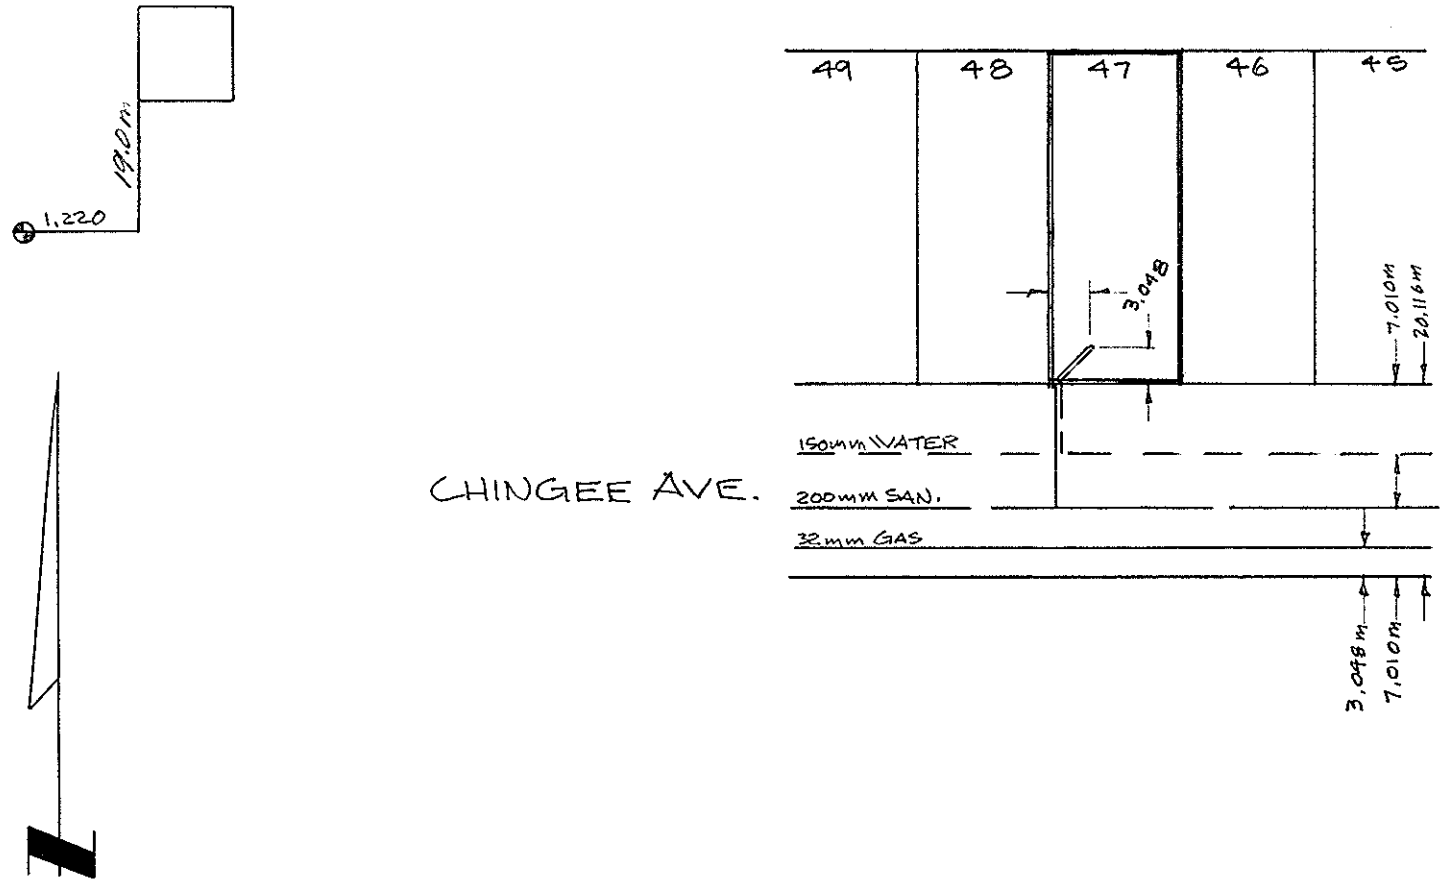 49 48 47 46 45
19.0m
1.220
3.048
7.010m
20.116m
150mm WATER
CHINGEE AVE.
200mm SAN.
32mm GAS
3.048m
7.010m
N